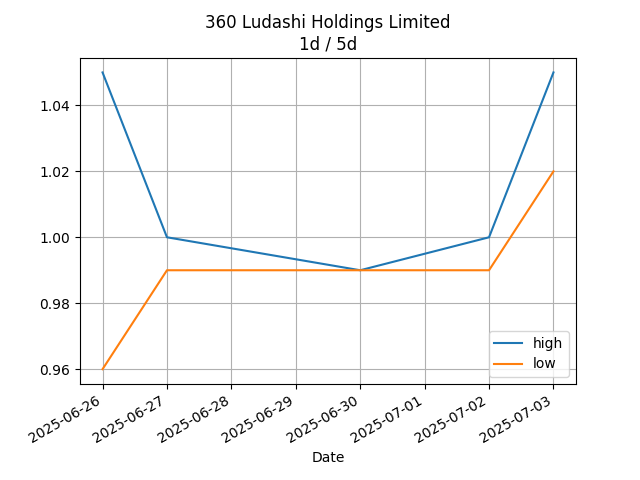 360 Ludashi Holdings Limited
1d / 5d
1.04
1.02
1.00
0.98
0.96
high
low
2025-06-26
2025-06-27
2025-06-28
2025-06-29
2025-06-30
2025-07-01
2025-07-02
2025-07-03
Date